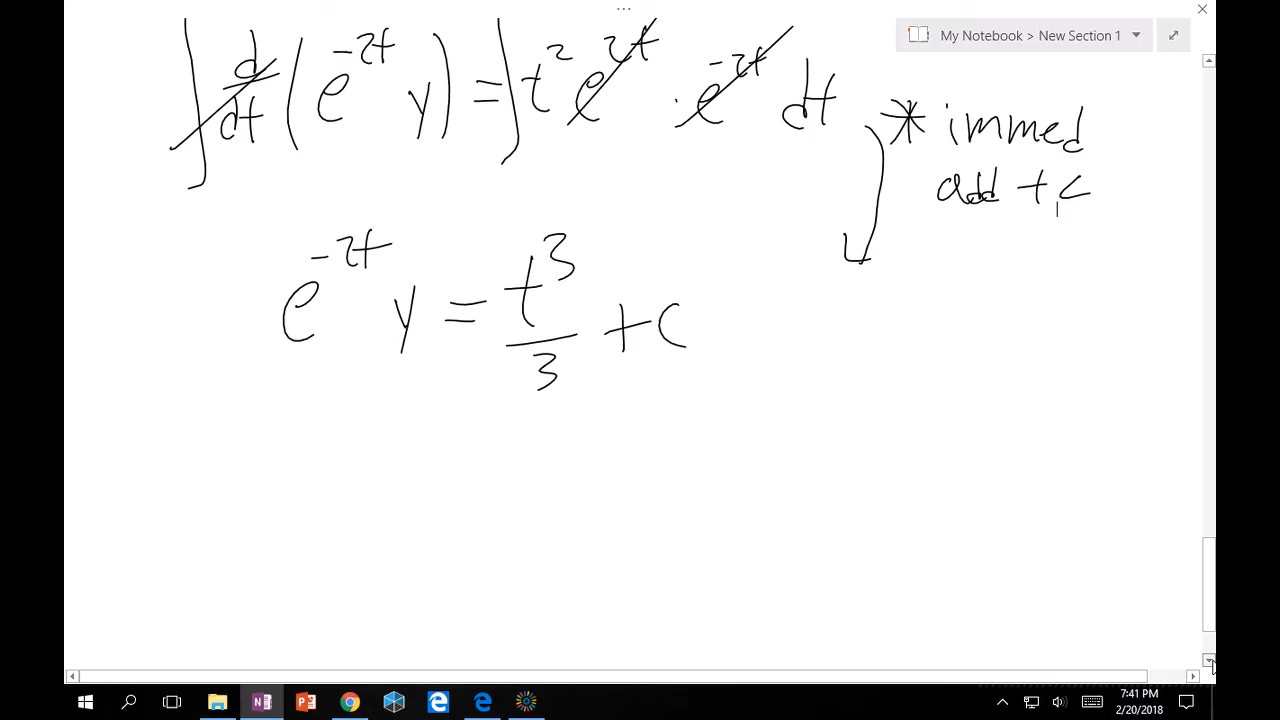 My Notebook > New Section 1
∫ d/dt (e^{-2t} y) = ∫ t^2 e^{2t} · e^{-2t} dt
* immed
add + c
e^{-2t} y = t^3/3 + c
7:41 PM
2/20/2018